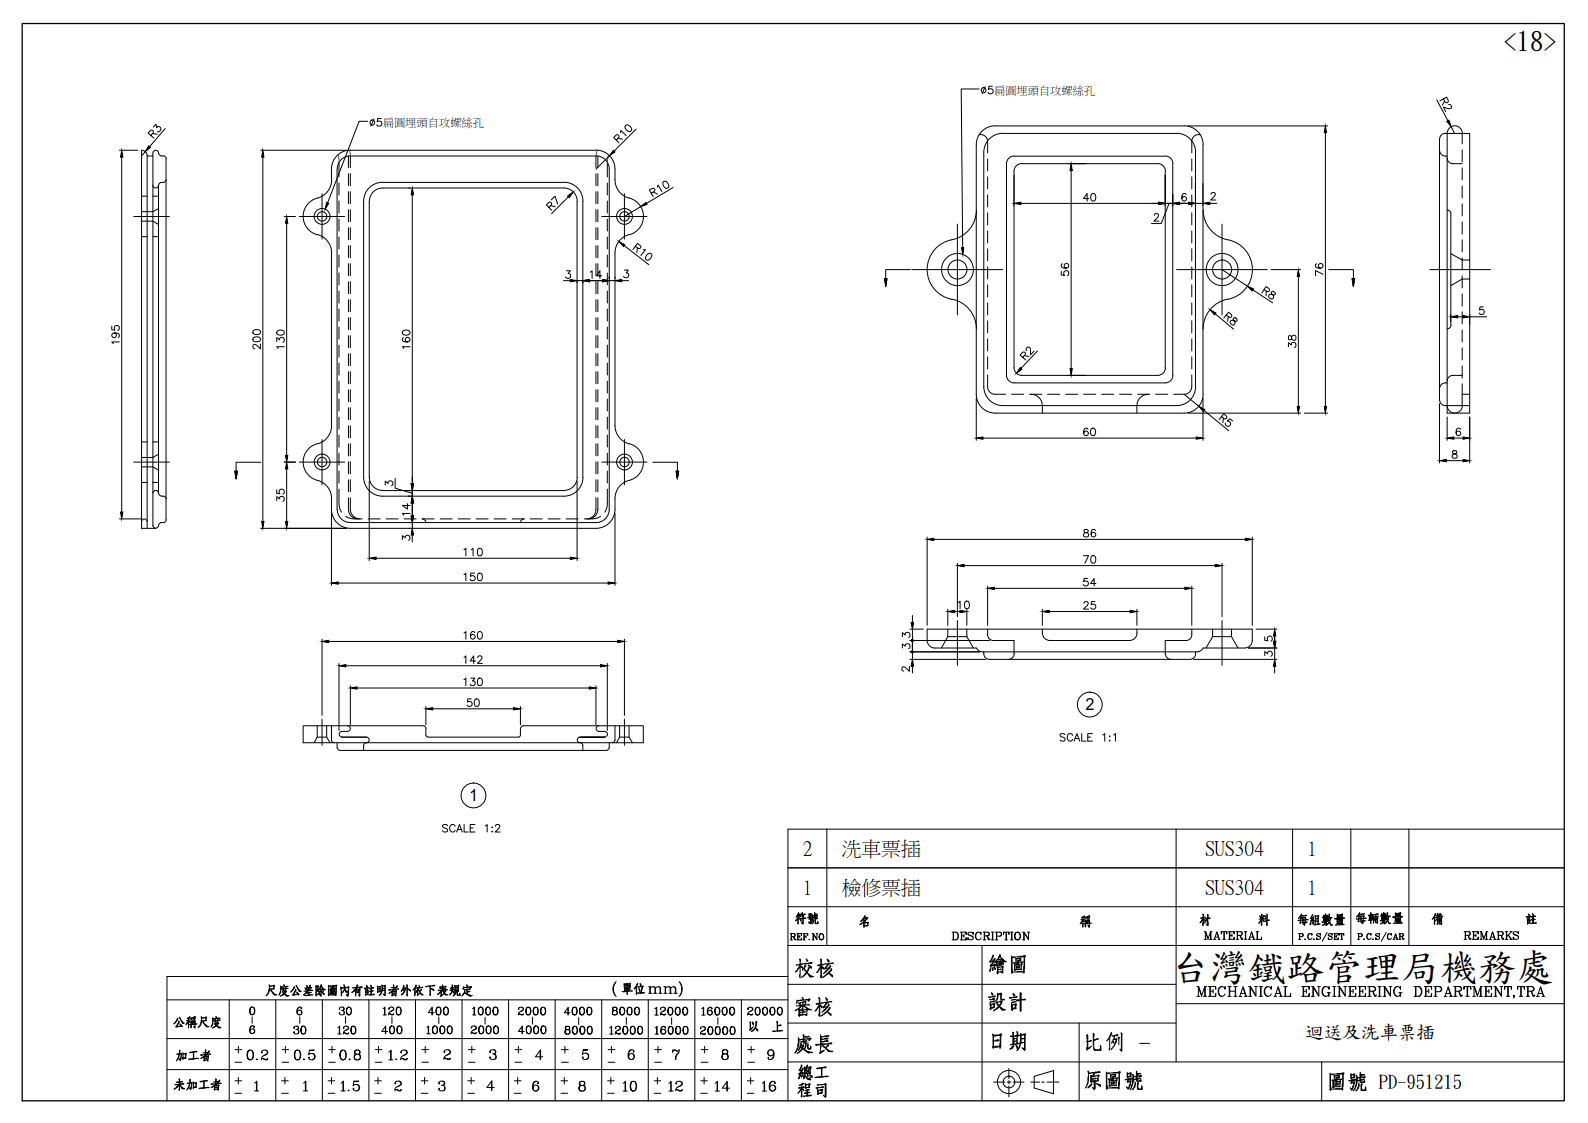 <18>
ø5扁圓埋頭自攻螺絲孔
R3
R10
R10
R10
R7
3
14
3
195
200
130
160
35
3
14
3
110
150
160
142
130
50
1
SCALE 1:2
ø5扁圓埋頭自攻螺絲孔
R2
40
6
2
2
56
76
38
R8
R8
R2
R5
60
5
6
8
86
70
54
10
25
3
3
2
5
3
2
SCALE 1:1
2 洗車票插 SUS304 1
1 檢修票插 SUS304 1
符號 名 稱 材 料 每組數量 每輛數量 備 註
REF.NO DESCRIPTION MATERIAL P.C.S/SET P.C.S/CAR REMARKS
校核 繪圖 台灣鐵路管理局機務處
MECHANICAL ENGINEERING DEPARTMENT,TRA
審核 設計
處長 日期 比例 － 迴送及洗車票插
總工程司 原圖號 圖號 PD-951215
尺度公差除圖內有註明者外依下表規定 (單位mm)
公稱尺度 0|6 6|30 30|120 120|400 400|1000 1000|2000 2000|4000 4000|8000 8000|12000 12000|16000 16000|20000 20000以上
加工者 ±0.2 ±0.5 ±0.8 ±1.2 ±2 ±3 ±4 ±5 ±6 ±7 ±8 ±9
未加工者 ±1 ±1 ±1.5 ±2 ±3 ±4 ±6 ±8 ±10 ±12 ±14 ±16